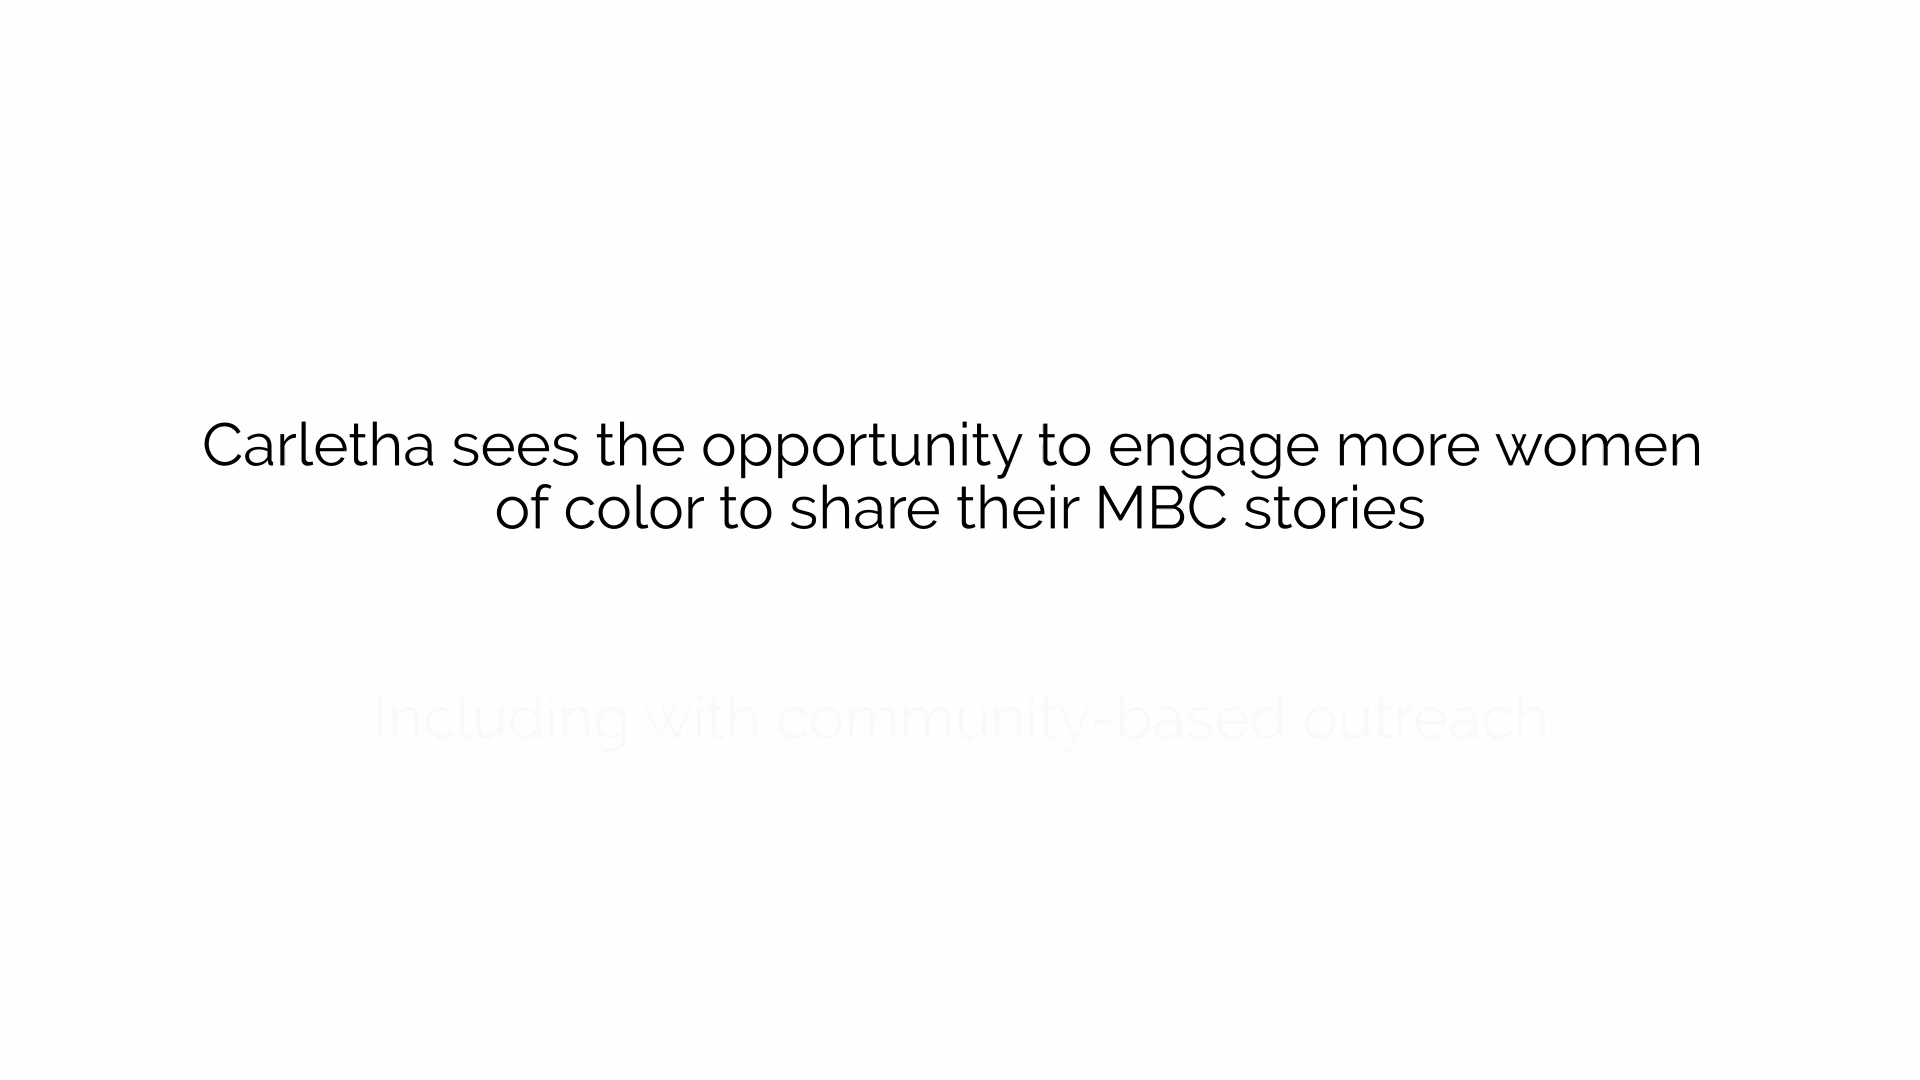 Carletha sees the opportunity to engage more women
of color to share their MBC stories
Including with community-based outreach